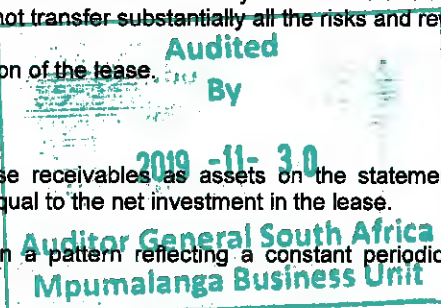 not transfer substantially all the risks and re
Audited
on of the lease.
By
2019 -11- 30
se receivables as assets on the stateme
qual to the net investment in the lease.
Auditor General South Africa
n a pattern reflecting a constant periodic
Mpumalanga Business Unit